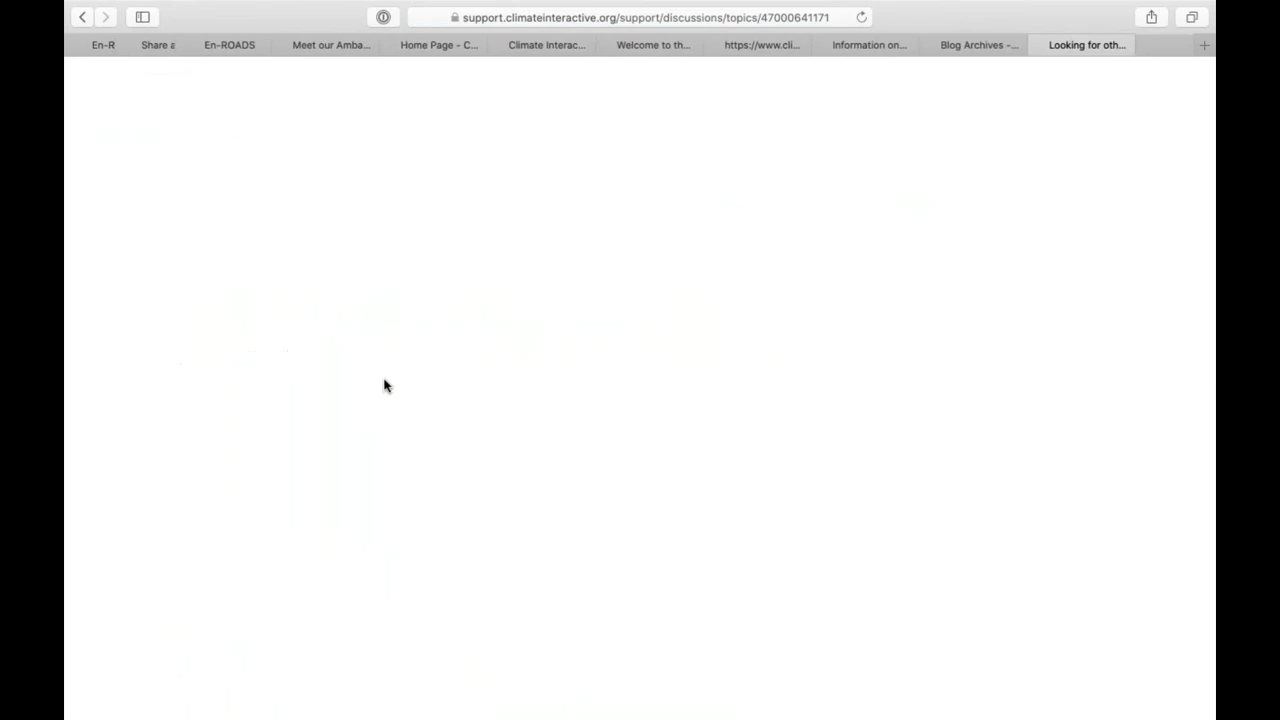 support.climateinteractive.org/support/discussions/topics/47000641171
En-R Share a En-ROADS Meet our Amba... Home Page - C... Climate Interac... Welcome to th... https://www.cli... Information on... Blog Archives -... Looking for oth...